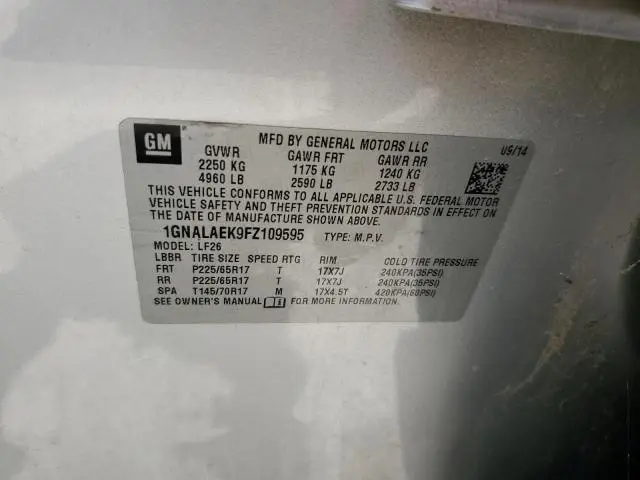 GM
MFD BY GENERAL MOTORS LLC
09/14
GVWR GAWR FRT GAWR RR
2250 KG 1175 KG 1240 KG
4960 LB 2590 LB 2733 LB
THIS VEHICLE CONFORMS TO ALL APPLICABLE U.S. FEDERAL MOTOR
VEHICLE SAFETY AND THEFT PREVENTION STANDARDS IN EFFECT ON
THE DATE OF MANUFACTURE SHOWN ABOVE.
1GNALAEK9FZ109595 TYPE: M.P.V.
MODEL: LF26
LBBR TIRE SIZE SPEED RTG RIM COLD TIRE PRESSURE
FRT P225/65R17 T 17X7J 240KPA(35PSI)
RR P225/65R17 T 17X7J 240KPA(35PSI)
SPA T145/70R17 M 17X4.5T 420KPA(60PSI)
SEE OWNER'S MANUAL FOR MORE INFORMATION.